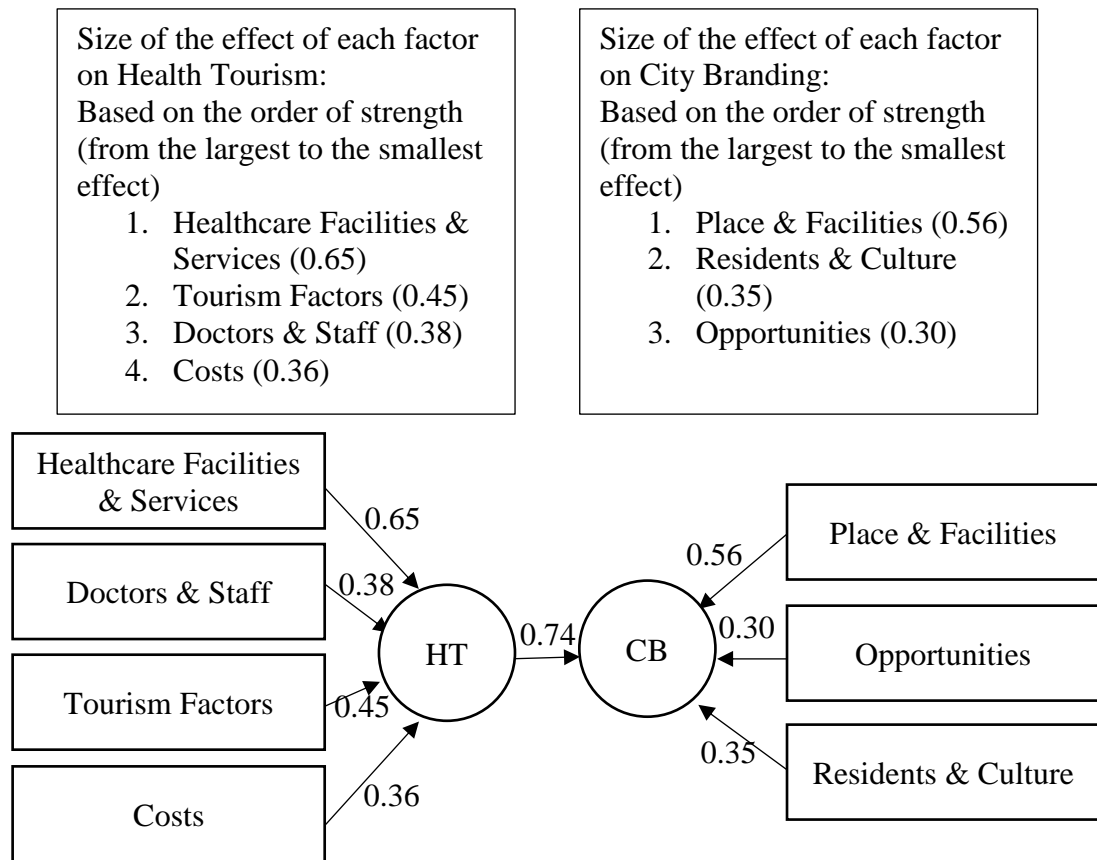 Size of the effect of each factor
on Health Tourism:
Based on the order of strength
(from the largest to the smallest
effect)
1. Healthcare Facilities &
Services (0.65)
2. Tourism Factors (0.45)
3. Doctors & Staff (0.38)
4. Costs (0.36)
Size of the effect of each factor
on City Branding:
Based on the order of strength
(from the largest to the smallest
effect)
1. Place & Facilities (0.56)
2. Residents & Culture
(0.35)
3. Opportunities (0.30)
Healthcare Facilities
& Services
0.65
Doctors & Staff
0.38
Tourism Factors
0.45
Costs
0.36
HT
0.74
CB
0.56
Place & Facilities
0.30
Opportunities
0.35
Residents & Culture